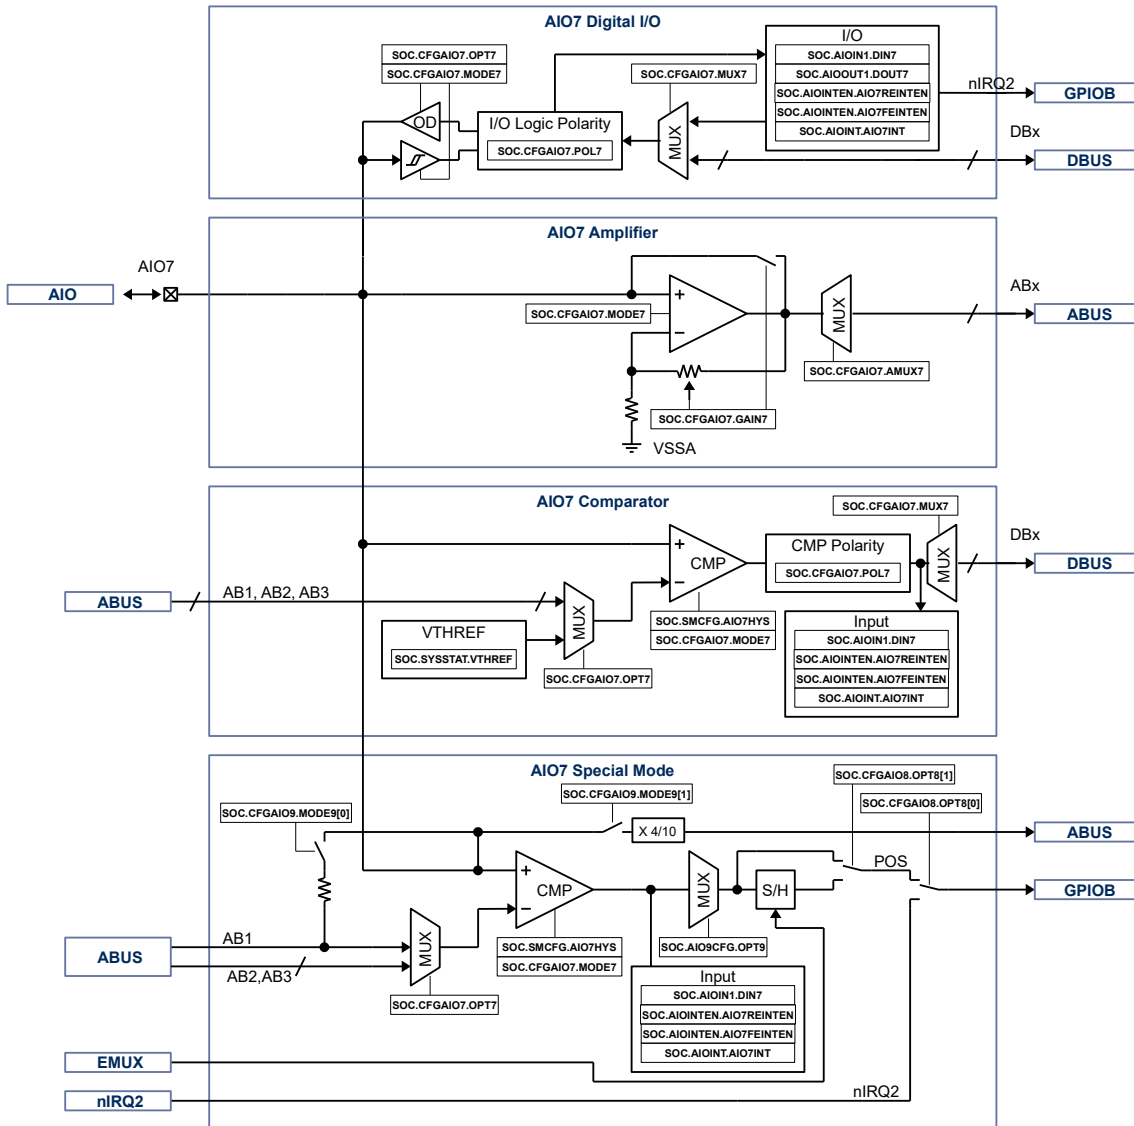 AIO7 Digital I/O
SOC.CFGAIO7.OPT7
SOC.CFGAIO7.MODE7
SOC.CFGAIO7.MUX7
I/O
SOC.AIOIN1.DIN7
SOC.AIOOUT1.DOUT7
SOC.AIOINTEN.AIO7REINTEN
SOC.AIOINTEN.AIO7FEINTEN
SOC.AIOINT.AIO7INT
nIRQ2
GPIOB
OD
I/O Logic Polarity
SOC.CFGAIO7.POL7
MUX
DBx
DBUS
AIO7 Amplifier
AIO7
AIO
SOC.CFGAIO7.MODE7
+
−
MUX
ABx
ABUS
SOC.CFGAIO7.AMUX7
SOC.CFGAIO7.GAIN7
VSSA
AIO7 Comparator
SOC.CFGAIO7.MUX7
+
−
CMP
CMP Polarity
SOC.CFGAIO7.POL7
MUX
DBx
DBUS
ABUS
AB1, AB2, AB3
MUX
VTHREF
SOC.SYSSTAT.VTHREF
SOC.SMCFG.AIO7HYS
SOC.CFGAIO7.MODE7
SOC.CFGAIO7.OPT7
Input
SOC.AIOIN1.DIN7
SOC.AIOINTEN.AIO7REINTEN
SOC.AIOINTEN.AIO7FEINTEN
SOC.AIOINT.AIO7INT
AIO7 Special Mode
SOC.CFGAIO8.OPT8[1]
SOC.CFGAIO9.MODE9[1]
SOC.CFGAIO8.OPT8[0]
SOC.CFGAIO9.MODE9[0]
X 4/10
ABUS
+
−
CMP
MUX
S/H
POS
GPIOB
ABUS
AB1
AB2,AB3
MUX
SOC.SMCFG.AIO7HYS
SOC.CFGAIO7.MODE7
SOC.AIO9CFG.OPT9
SOC.CFGAIO7.OPT7
Input
SOC.AIOIN1.DIN7
SOC.AIOINTEN.AIO7REINTEN
SOC.AIOINTEN.AIO7FEINTEN
SOC.AIOINT.AIO7INT
EMUX
nIRQ2
nIRQ2